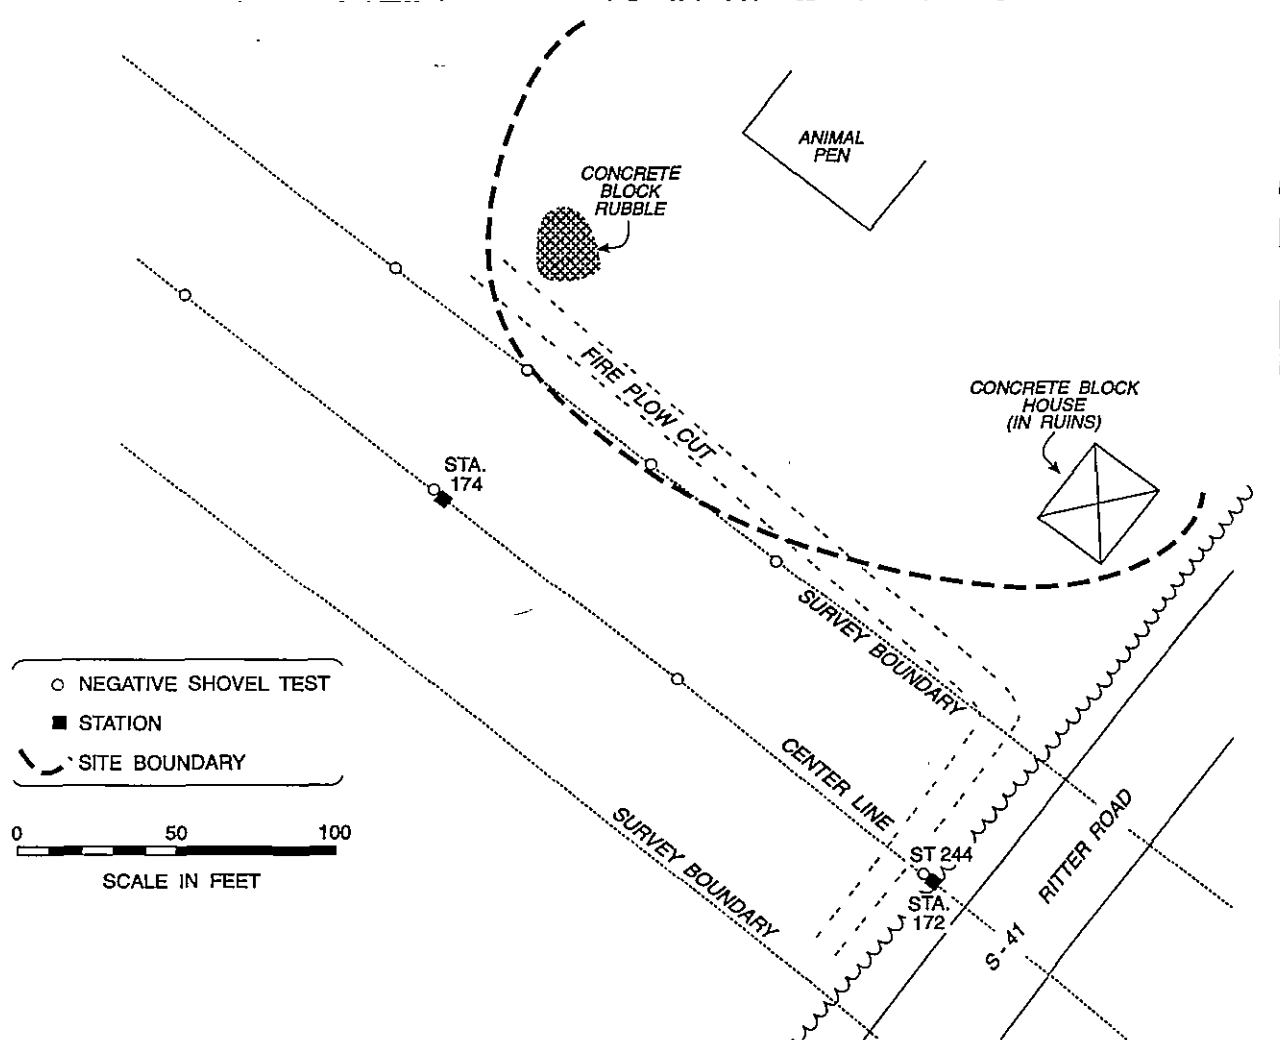 ANIMAL
PEN
CONCRETE
BLOCK
RUBBLE
FIRE PLOW CUT
CONCRETE BLOCK
HOUSE
(IN RUINS)
STA.
174
SURVEY BOUNDARY
NEGATIVE SHOVEL TEST
STATION
SITE BOUNDARY
CENTER LINE
SURVEY BOUNDARY
0 50 100
SCALE IN FEET
ST 244
STA.
172
RITTER ROAD
S-41